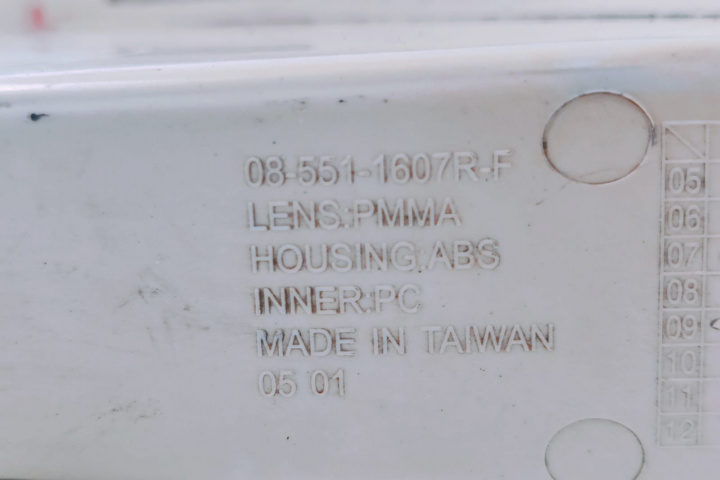 08-551-1607R-F
LENS:PMMA
HOUSING:ABS
INNER:PC
MADE IN TAIWAN
05 01
05
06
07
08
09
10
11
12